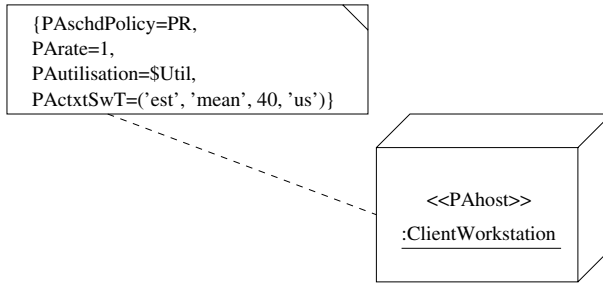 {PAschdPolicy=PR,
PArate=1,
PAutilisation=$Util,
PActxtSwT=('est', 'mean', 40, 'us')}
<<PAhost>>
:ClientWorkstation